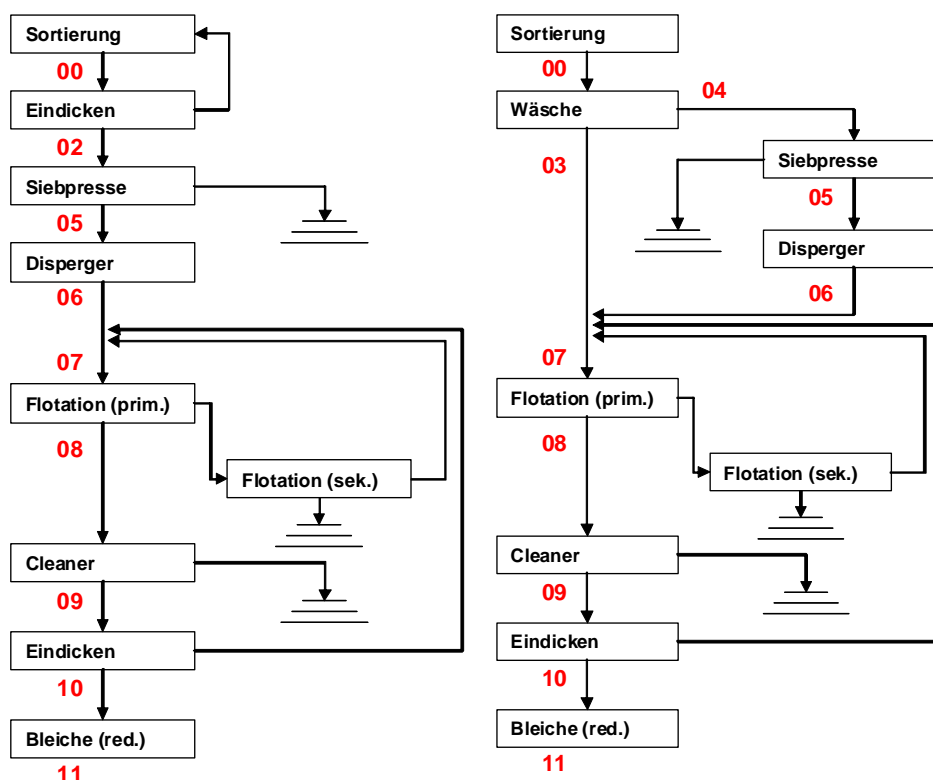 Sortierung
00
Eindicken
02
Siebpresse
05
Disperger
06
07
Flotation (prim.)
08
Flotation (sek.)
Cleaner
09
Eindicken
10
Bleiche (red.)
11
Sortierung
00
04
Wäsche
03
Siebpresse
05
Disperger
06
07
Flotation (prim.)
08
Flotation (sek.)
Cleaner
09
Eindicken
10
Bleiche (red.)
11